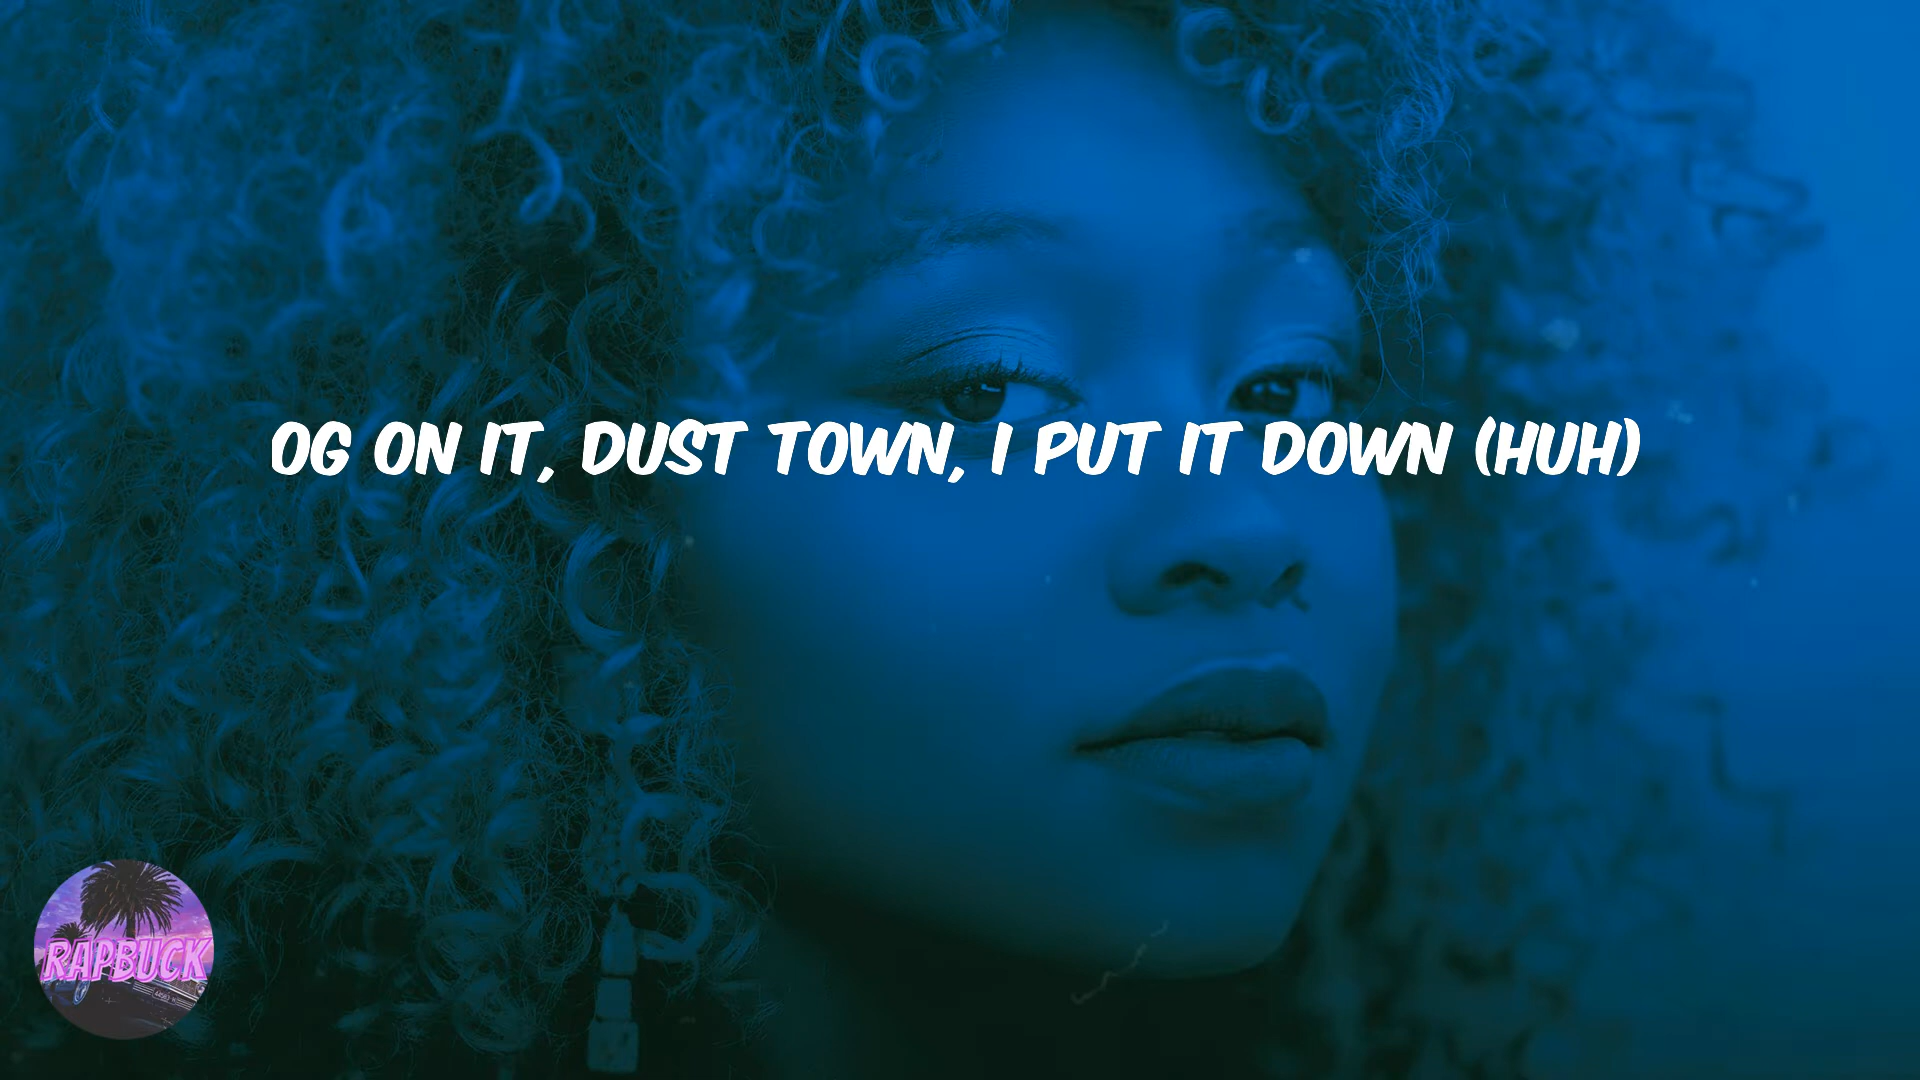 OG ON IT, DUST TOWN, I PUT IT DOWN (HUH)
RAPBUCK